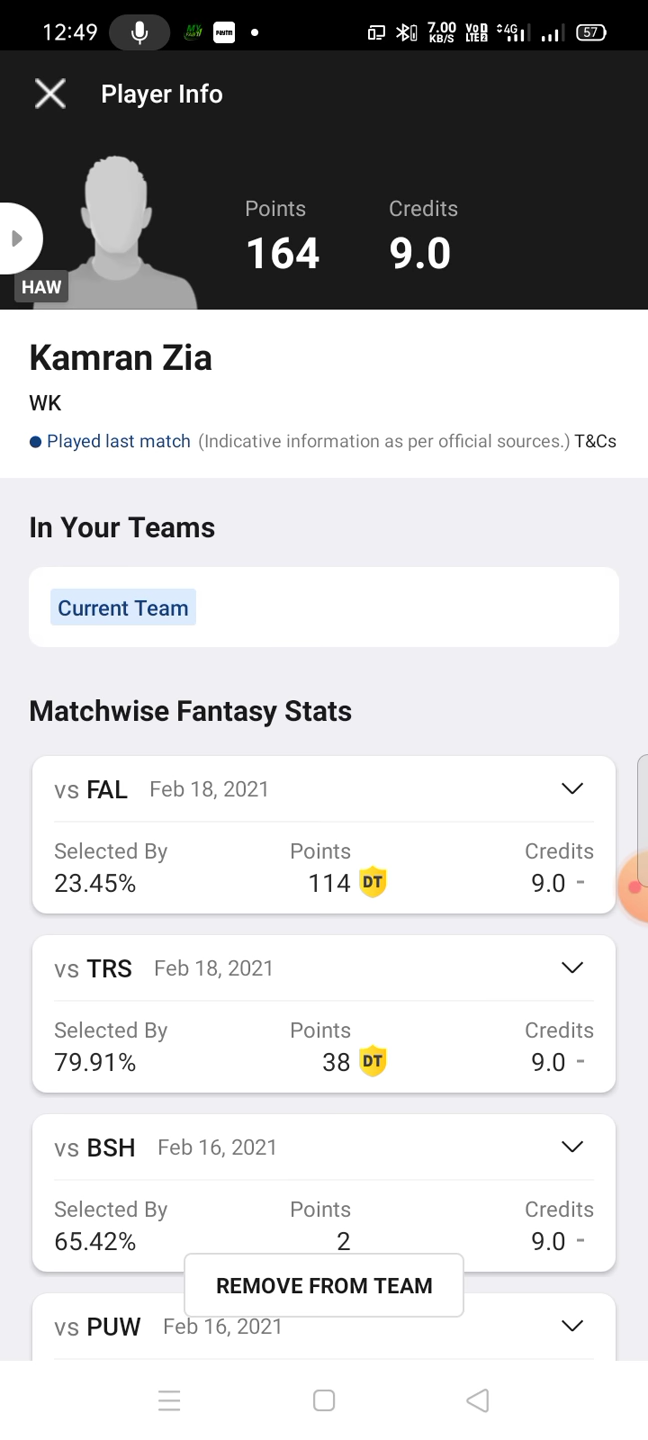 12:49
Paytm
7.00 KB/S
VoD LTE
4G
57
Player Info
Points
Credits
164
9.0
HAW
Kamran Zia
WK
Played last match (Indicative information as per official sources.) T&Cs
In Your Teams
Current Team
Matchwise Fantasy Stats
vs FAL Feb 18, 2021
Selected By Points Credits
23.45% 114 DT 9.0 -
vs TRS Feb 18, 2021
Selected By Points Credits
79.91% 38 DT 9.0 -
vs BSH Feb 16, 2021
Selected By Points Credits
65.42% 2 9.0 -
REMOVE FROM TEAM
vs PUW Feb 16, 2021